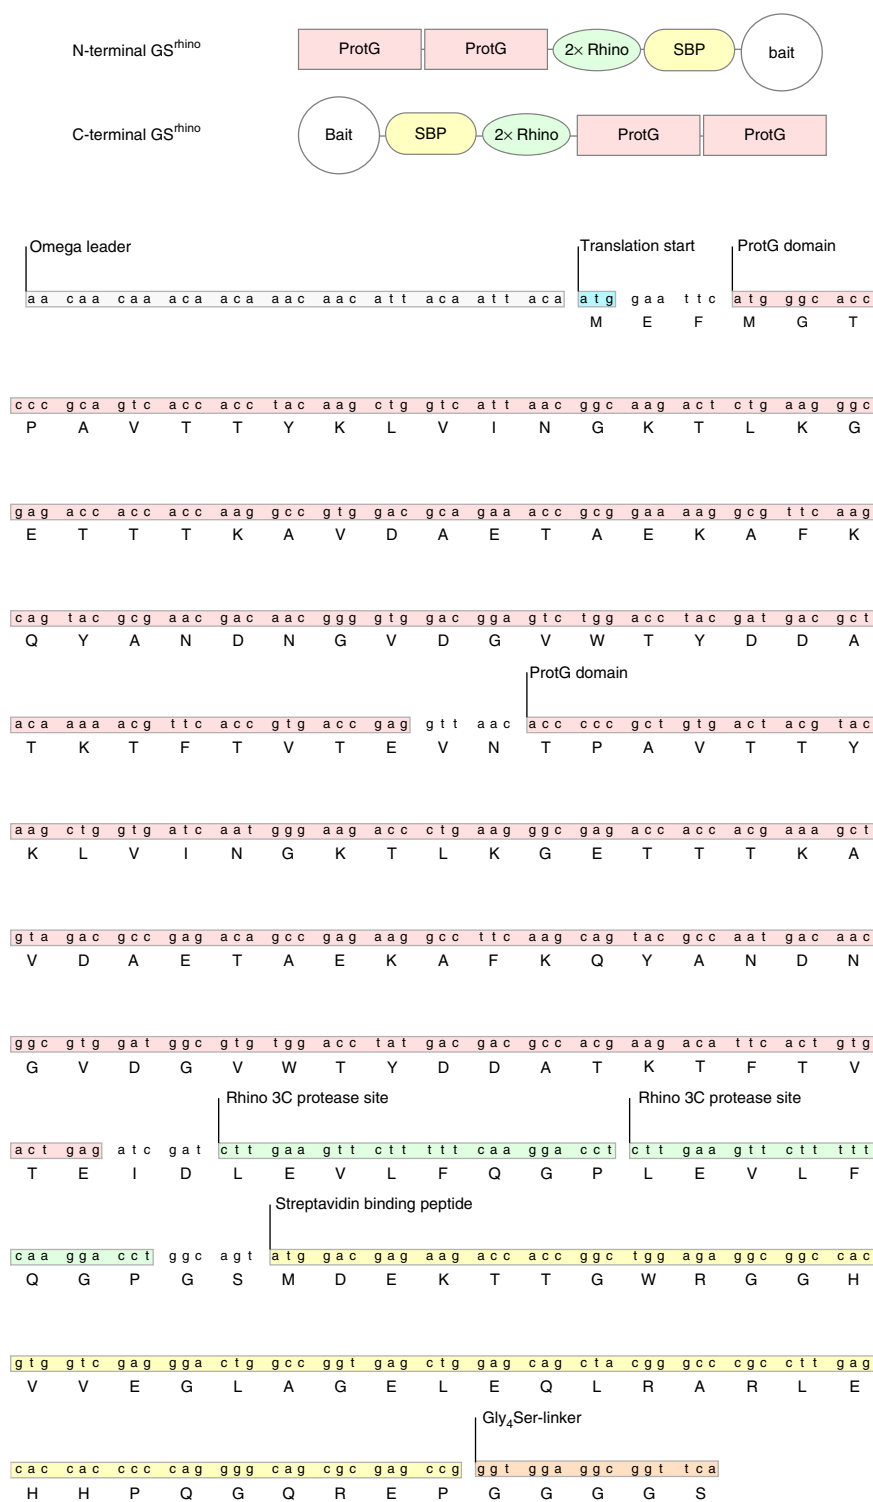 N-terminal GSrhino ProtG ProtG 2× Rhino SBP bait
C-terminal GSrhino Bait SBP 2× Rhino ProtG ProtG
Omega leader Translation start ProtG domain
aa caa caa aca aca aac aac att aca att aca atg gaa ttc atg ggc acc
M E F M G T
ccc gca gtc acc acc tac aag ctg gtc att aac ggc aag act ctg aag ggc
P A V T T Y K L V I N G K T L K G
gag acc acc acc aag gcc gtg gac gca gaa acc gcg gaa aag gcg ttc aag
E T T T K A V D A E T A E K A F K
cag tac gcg aac gac aac ggg gtg gac gga gtc tgg acc tac gat gac gct
Q Y A N D N G V D G V W T Y D D A
ProtG domain
aca aaa acg ttc acc gtg acc gag gtt aac acc ccc gct gtg act acg tac
T K T F T V T E V N T P A V T T Y
aag ctg gtg atc aat ggg aag acc ctg aag ggc gag acc acc acg aaa gct
K L V I N G K T L K G E T T T K A
gta gac gcc gag aca gcc gag aag gcc ttc aag cag tac gcc aat gac aac
V D A E T A E K A F K Q Y A N D N
ggc gtg gat ggc gtg tgg acc tat gac gac gcc acg aag aca ttc act gtg
G V D G V W T Y D D A T K T F T V
Rhino 3C protease site Rhino 3C protease site
act gag atc gat ctt gaa gtt ctt ttt caa gga cct ctt gaa gtt ctt ttt
T E I D L E V L F Q G P L E V L F
Streptavidin binding peptide
caa gga cct ggc agt atg gac gag aag acc acc ggc tgg aga ggc ggc cac
Q G P G S M D E K T T G W R G G H
gtg gtc gag gga ctg gcc ggt gag ctg gag cag cta cgg gcc cgc ctt gag
V V E G L A G E L E Q L R A R L E
Gly4Ser-linker
cac cac ccc cag ggg cag cgc gag ccg ggt gga ggc ggt tca
H H P Q G Q R E P G G G G S